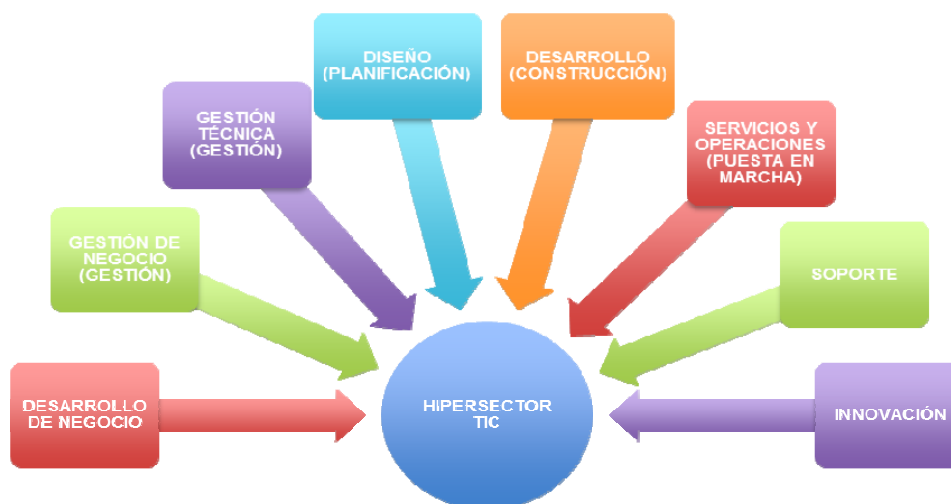 DISEÑO
(PLANIFICACIÓN)
DESARROLLO
(CONSTRUCCIÓN)
GESTIÓN
TÉCNICA
(GESTIÓN)
SERVICIOS Y
OPERACIONES
(PUESTA EN
MARCHA)
GESTIÓN DE
NEGOCIO
(GESTIÓN)
SOPORTE
DESARROLLO
DE NEGOCIO
HIPERSECTOR
TIC
INNOVACIÓN